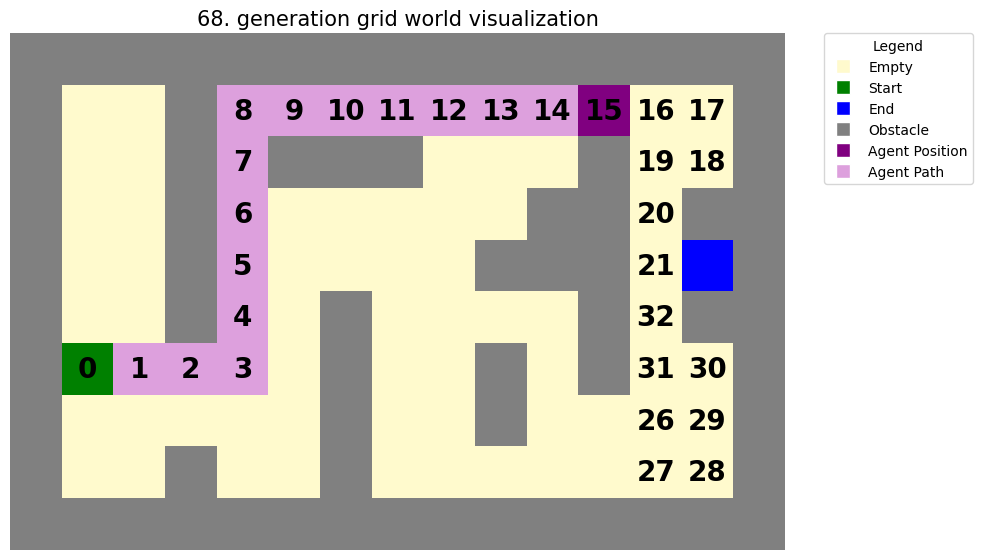 68. generation grid world visualization
Legend
Empty
Start
End
Obstacle
Agent Position
Agent Path
8 9 10 11 12 13 14 15 16 17
7 19 18
6 20
5 21
4 32
0 1 2 3 31 30
26 29
27 28